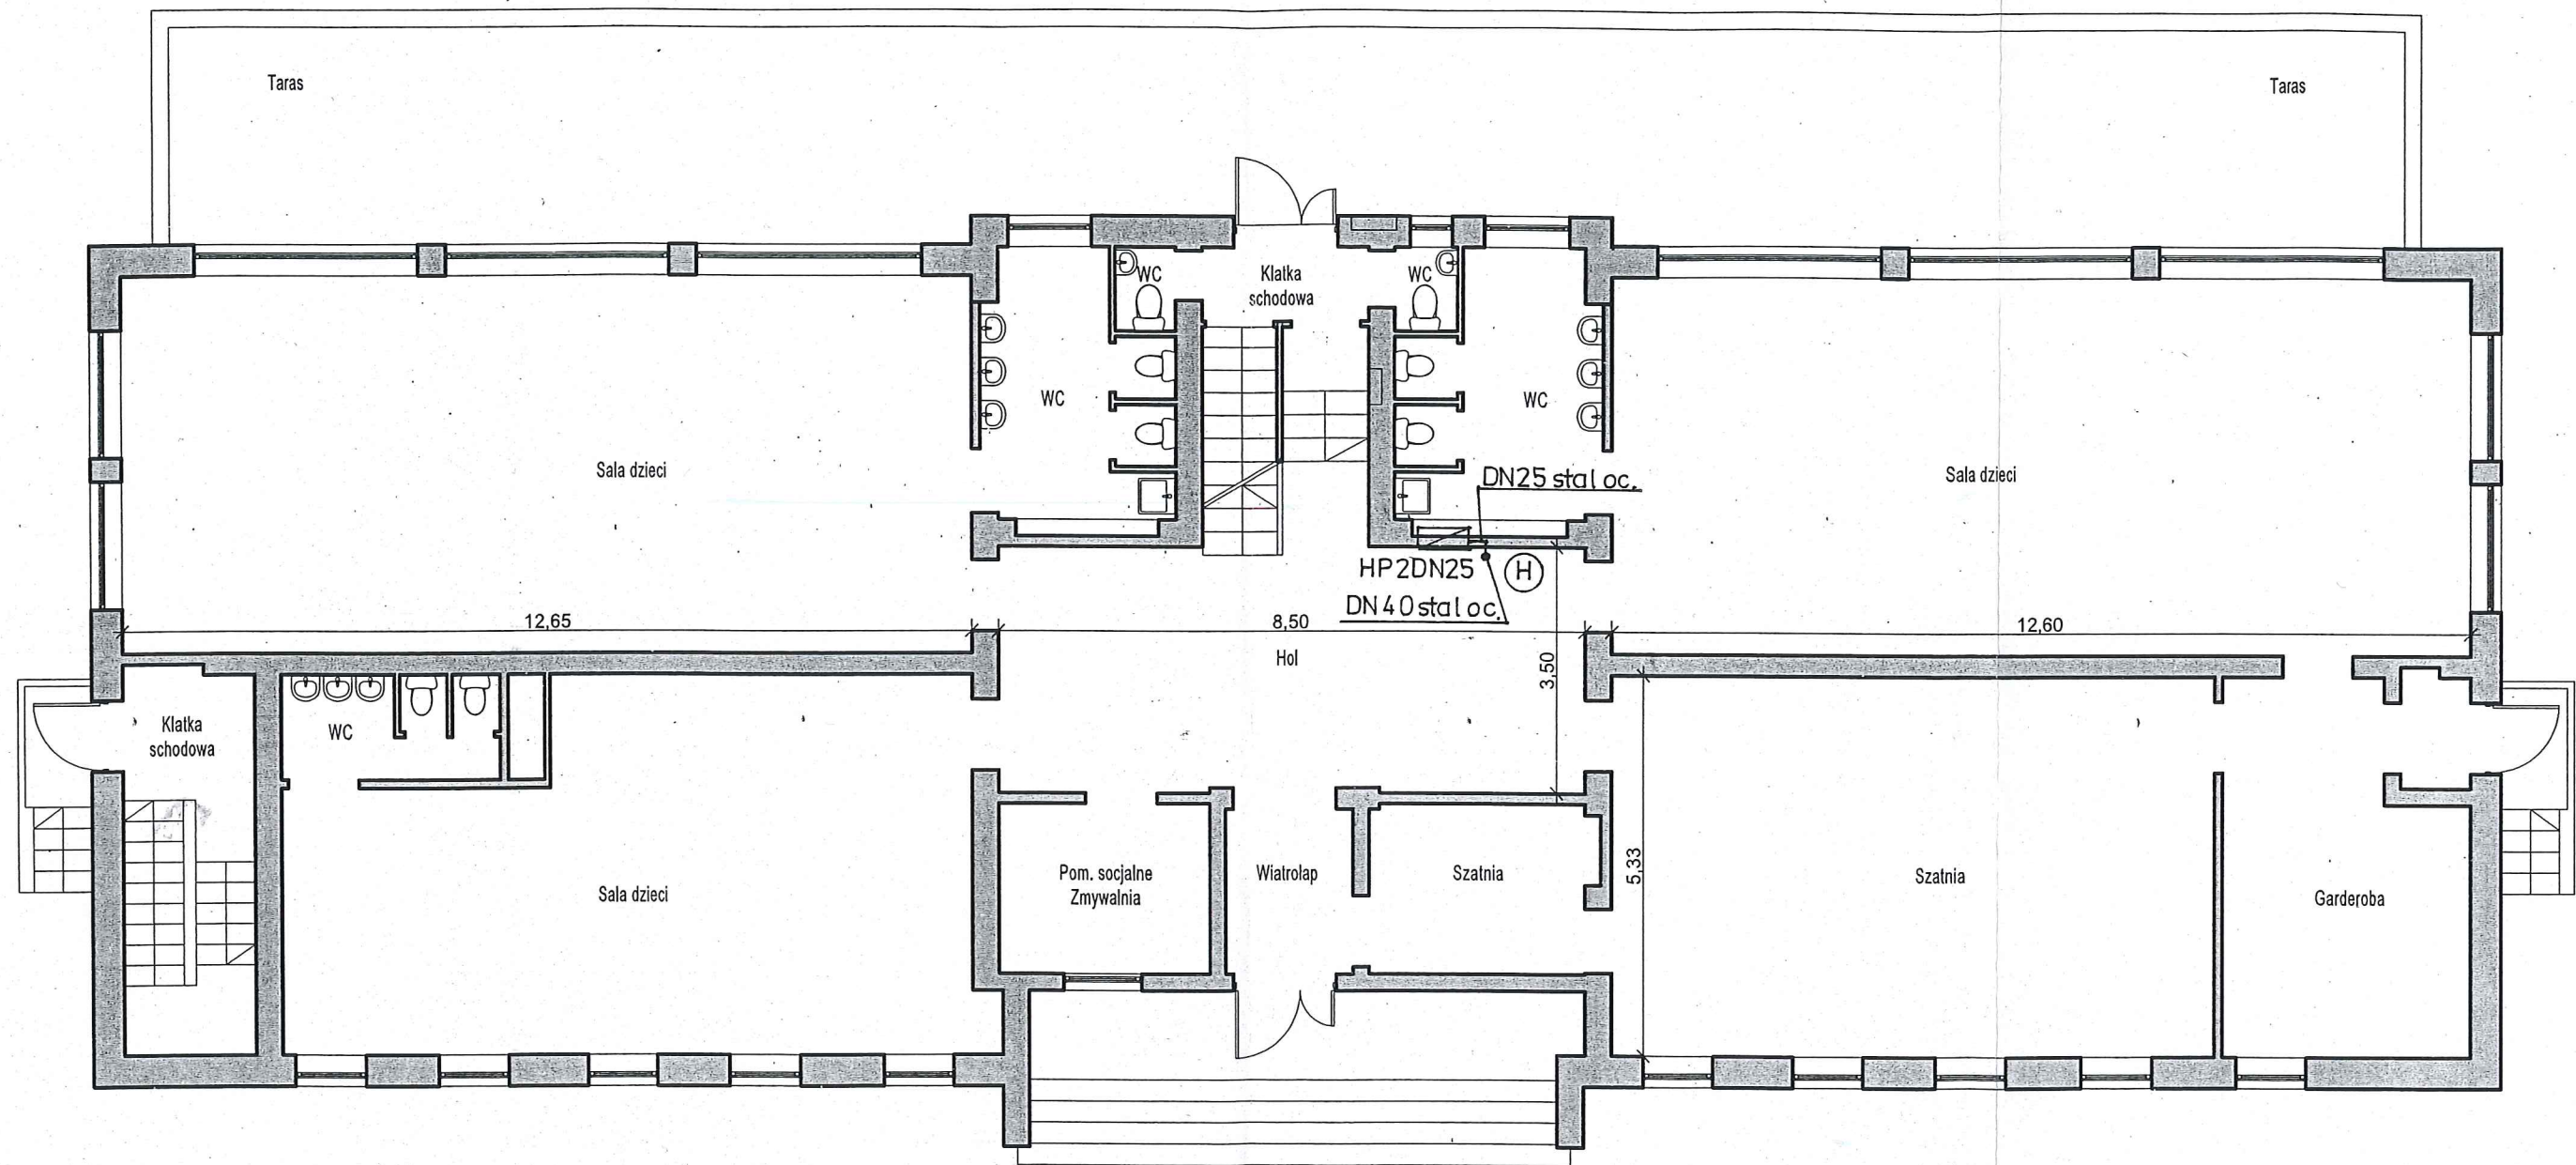 Taras
Taras
WC
Klatka
schodowa
WC
WC
WC
Sala dzieci
Sala dzieci
DN25 stal oc.
HP2DN25
H
DN40 stal oc.
12,65
8,50
12,60
Hol
3,50
Klatka
schodowa
WC
5,33
Sala dzieci
Pom. socjalne
Zmywalnia
Wiatrołap
Szatnia
Szatnia
Garderoba